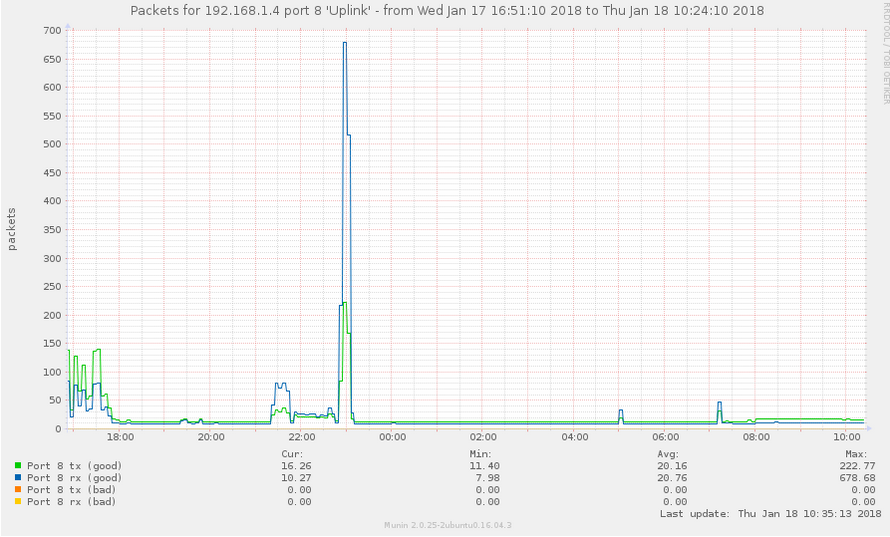 Packets for 192.168.1.4 port 8 'Uplink' - from Wed Jan 17 16:51:10 2018 to Thu Jan 18 10:24:10 2018
RRDTOOL / TOBI OETIKER
packets
700
650
600
550
500
450
400
350
300
250
200
150
100
50
0
18:00 20:00 22:00 00:00 02:00 04:00 06:00 08:00 10:00
Cur: Min: Avg: Max:
Port 8 tx (good) 16.26 11.40 20.16 222.77
Port 8 rx (good) 10.27 7.98 20.76 678.68
Port 8 tx (bad) 0.00 0.00 0.00 0.00
Port 8 rx (bad) 0.00 0.00 0.00 0.00
Last update: Thu Jan 18 10:35:13 2018
Munin 2.0.25-2ubuntu0.16.04.3